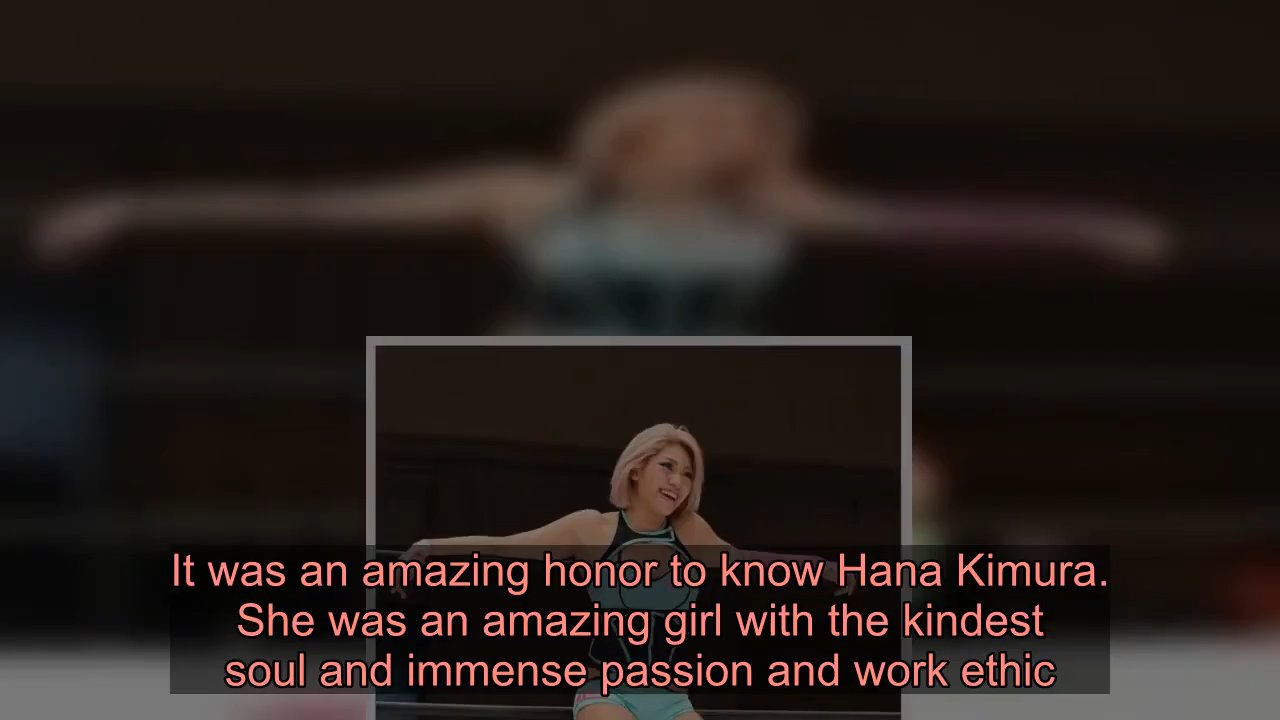 It was an amazing honor to know Hana Kimura.
She was an amazing girl with the kindest
soul and immense passion and work ethic